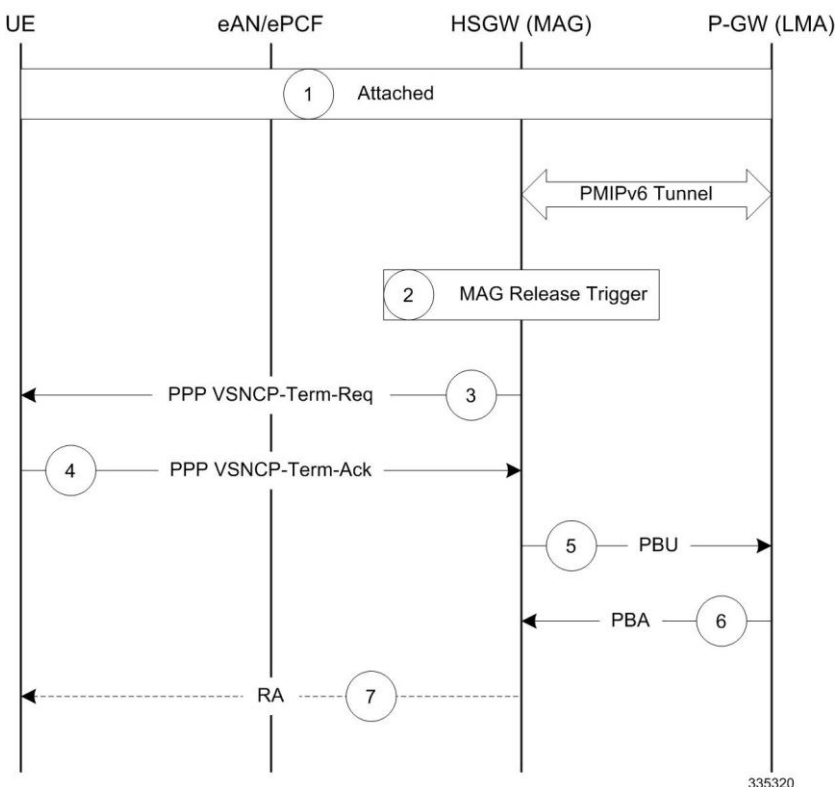 UE
eAN/ePCF
HSGW (MAG)
P-GW (LMA)
1
Attached
PMIPv6 Tunnel
2
MAG Release Trigger
PPP VSNCP-Term-Req
3
4
PPP VSNCP-Term-Ack
5
PBU
PBA
6
RA
7
335320